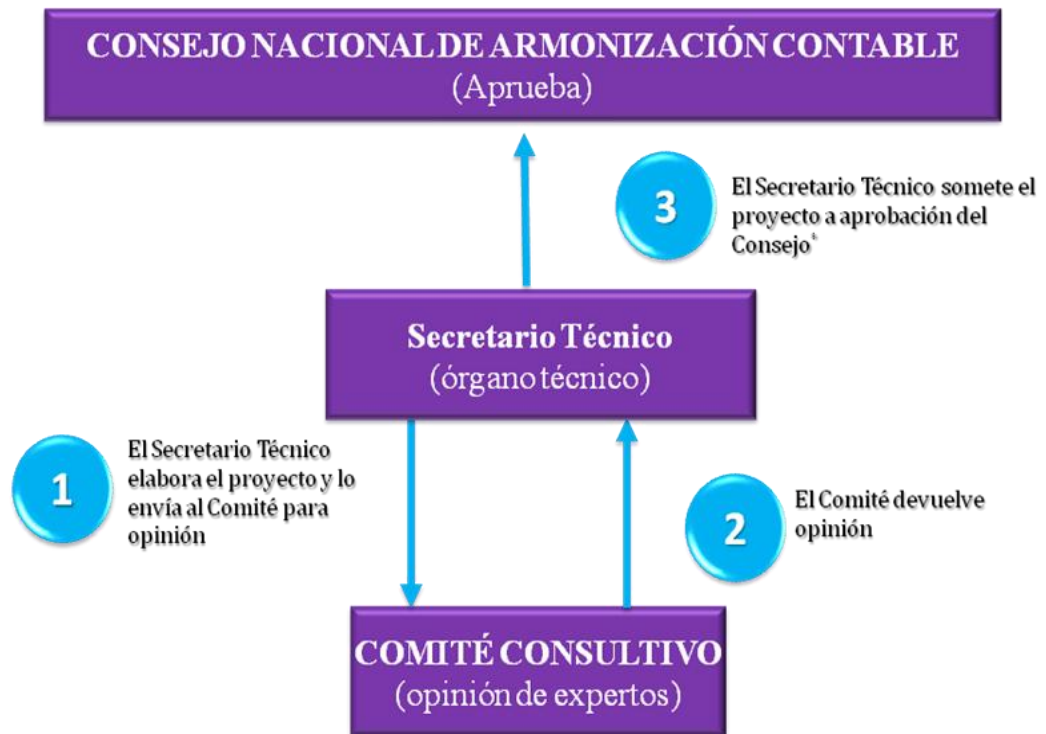 CONSEJO NACIONAL DE ARMONIZACIÓN CONTABLE
(Aprueba)
3
El Secretario Técnico somete el
proyecto a aprobación del
Consejo*
Secretario Técnico
(órgano técnico)
1
El Secretario Técnico
elabora el proyecto y lo
envía al Comité para
opinión
2
El Comité devuelve
opinión
COMITÉ CONSULTIVO
(opinión de expertos)